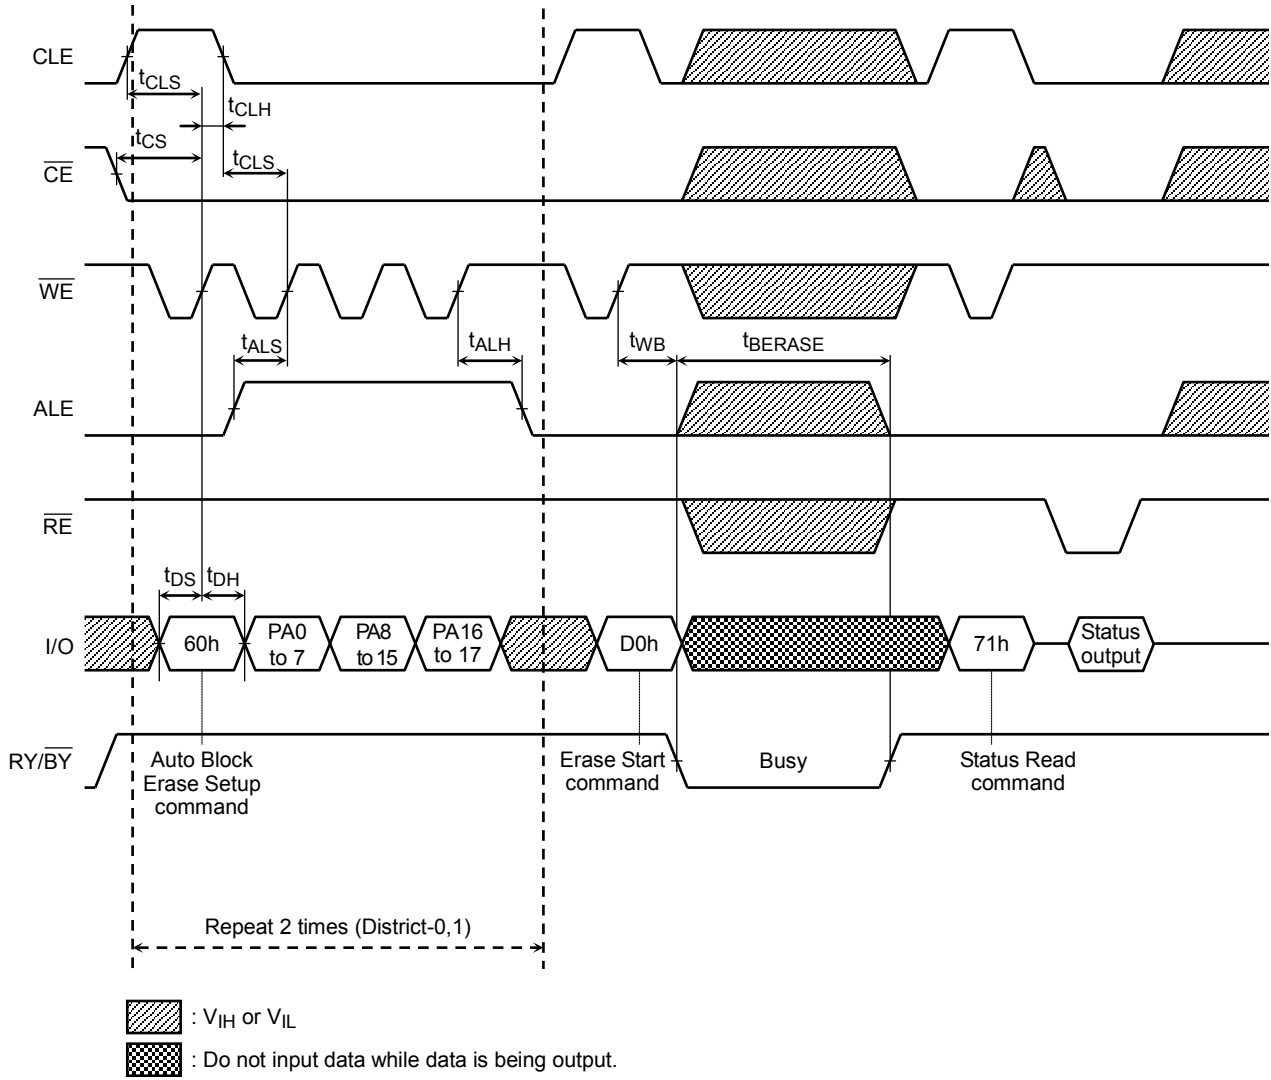 CLE
tCLS
tCLH
tCS
tCLS
CE
WE
tALS
tALH
tWB
tBERASE
ALE
RE
tDS
tDH
I/O
60h
PA0
to 7
PA8
to 15
PA16
to 17
D0h
71h
Status
output
RY/BY
Auto Block
Erase Setup
command
Erase Start
command
Busy
Status Read
command
Repeat 2 times (District-0,1)
: VIH or VIL
: Do not input data while data is being output.